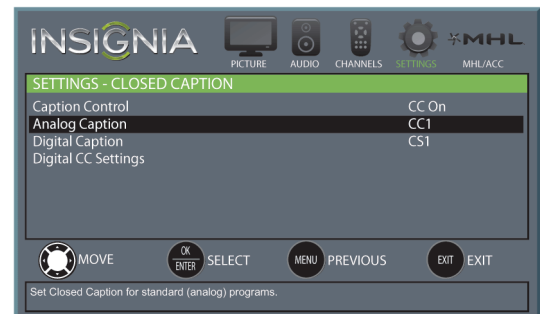 INSIGNIA
PICTURE AUDIO CHANNELS SETTINGS MHL/ACC
MHL
SETTINGS - CLOSED CAPTION
Caption Control CC On
Analog Caption CC1
Digital Caption CS1
Digital CC Settings
MOVE OK ENTER SELECT MENU PREVIOUS EXIT EXIT
Set Closed Caption for standard (analog) programs.